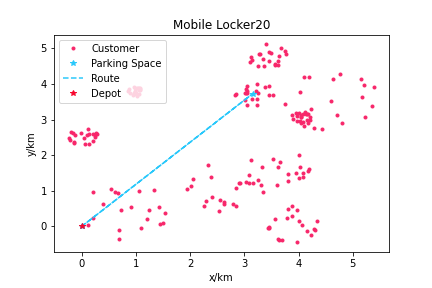 Mobile Locker20
Customer
Parking Space
Route
Depot
y/km
5
4
3
2
1
0
0
1
2
3
4
5
x/km